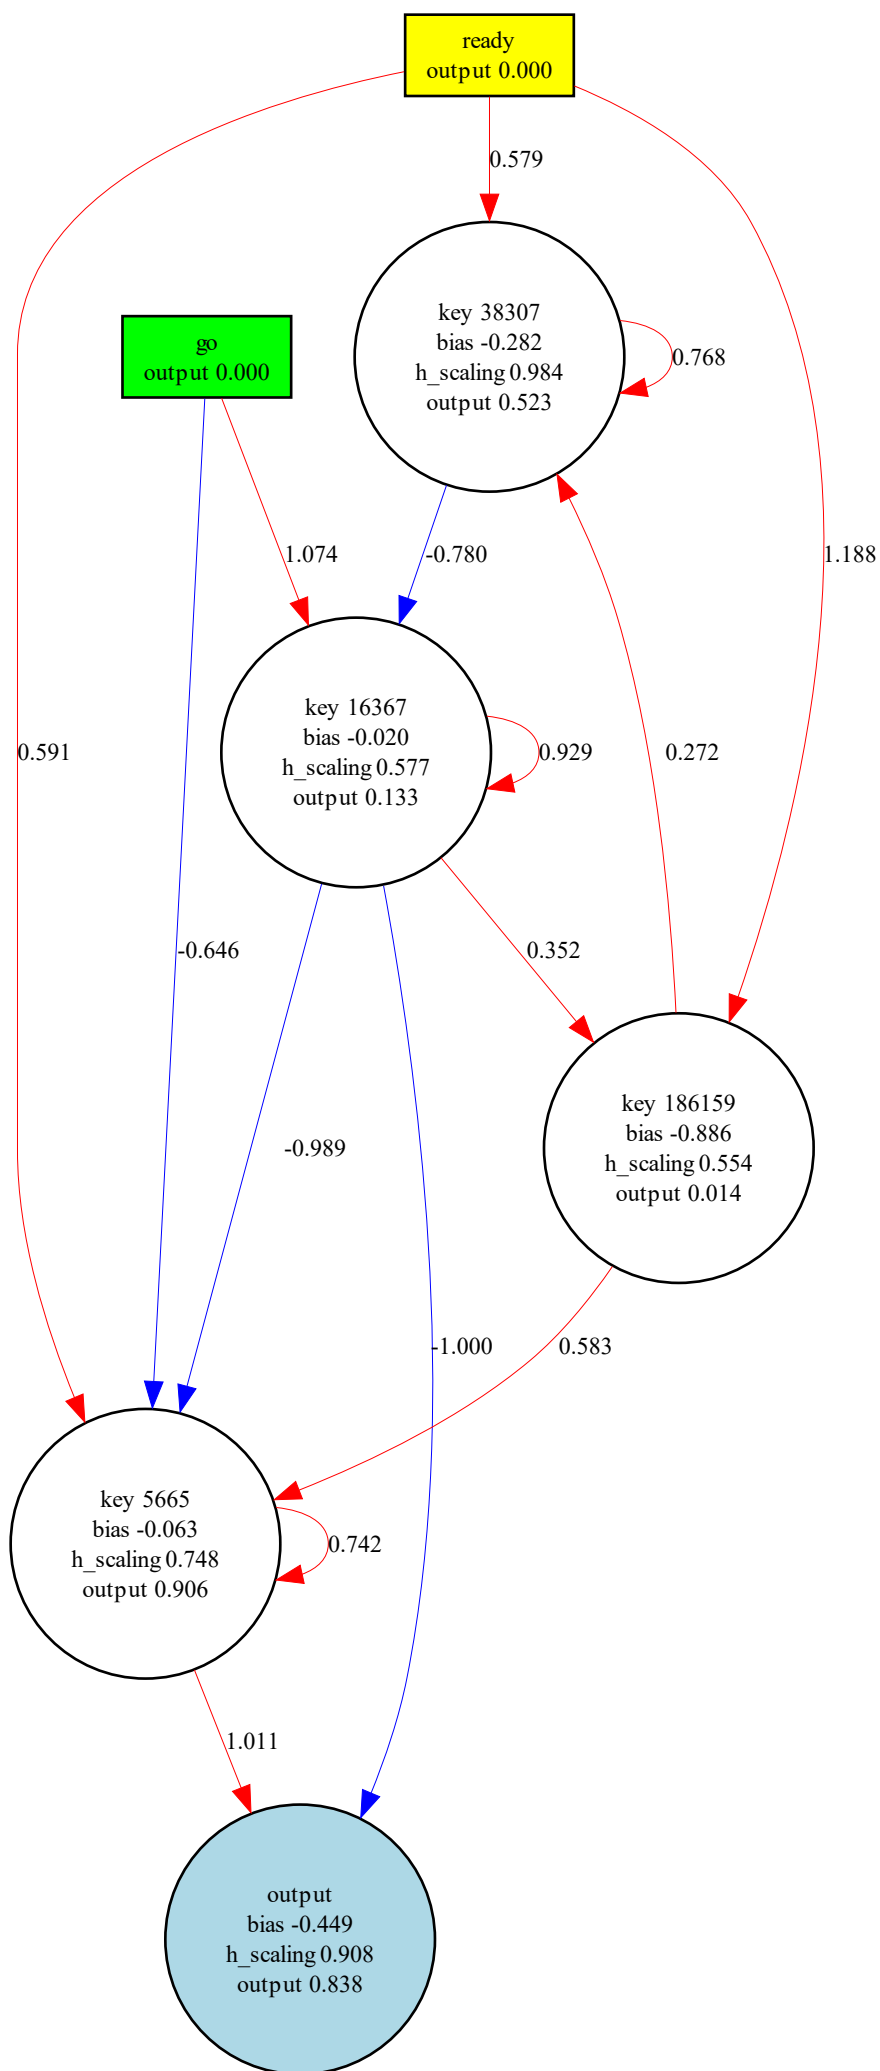 ready
output 0.000
0.579
key 38307
bias -0.282
h_scaling 0.984
output 0.523
0.768
go
output 0.000
1.074
-0.780
1.188
key 16367
bias -0.020
h_scaling 0.577
output 0.133
0.929
0.591
0.272
-0.646
0.352
key 186159
bias -0.886
h_scaling 0.554
output 0.014
-0.989
-1.000
0.583
key 5665
bias -0.063
h_scaling 0.748
output 0.906
0.742
1.011
output
bias -0.449
h_scaling 0.908
output 0.838